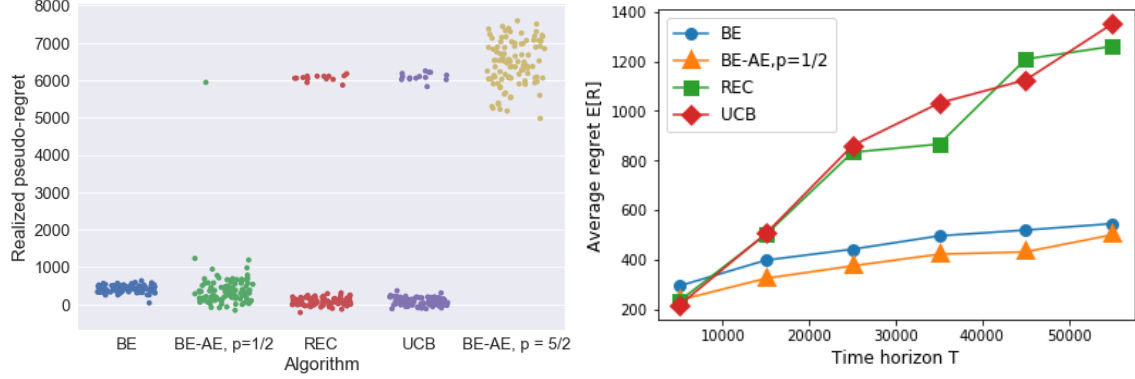 8000
7000
6000
5000
4000
3000
2000
1000
0
Realized pseudo-regret
BE
BE-AE, p=1/2
REC
UCB
BE-AE, p = 5/2
Algorithm
1400
1200
1000
800
600
400
200
Average regret E[R]
BE
BE-AE,p=1/2
REC
UCB
10000
20000
30000
40000
50000
Time horizon T